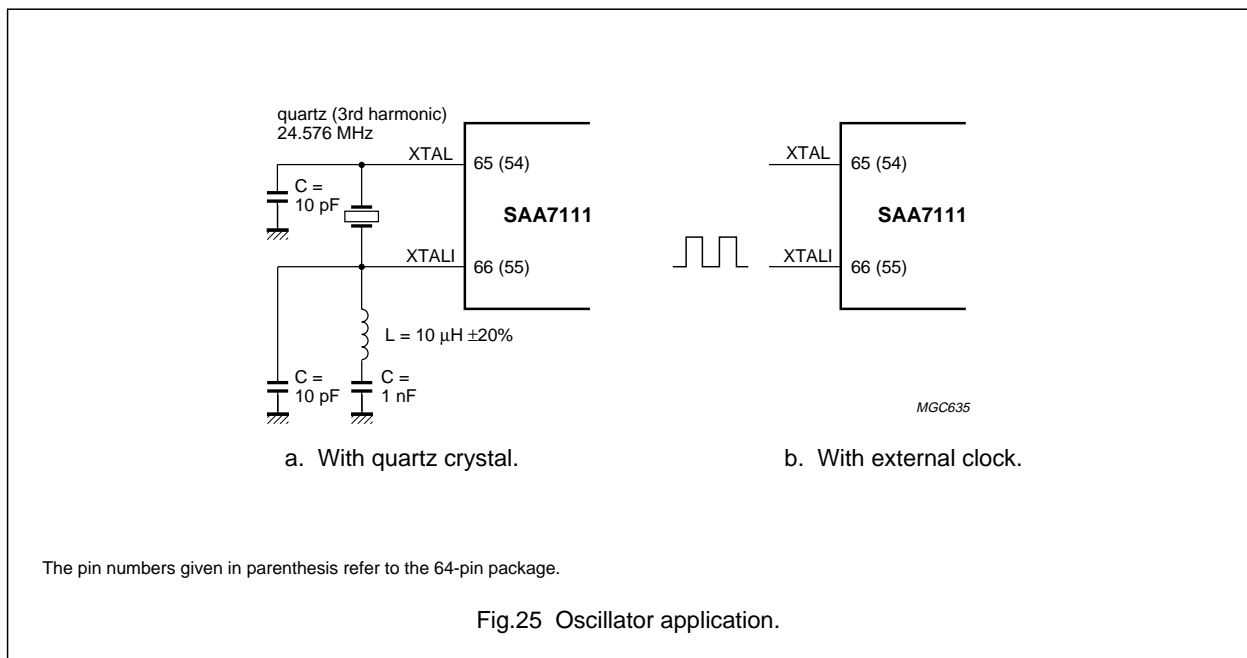 quartz (3rd harmonic)
24.576 MHz
XTAL
65 (54)
C =
10 pF
SAA7111
XTALI
66 (55)
L = 10 μH ±20%
C =
10 pF
C =
1 nF
a. With quartz crystal.
XTAL
65 (54)
SAA7111
XTALI
66 (55)
MGC635
b. With external clock.
The pin numbers given in parenthesis refer to the 64-pin package.
Fig.25 Oscillator application.